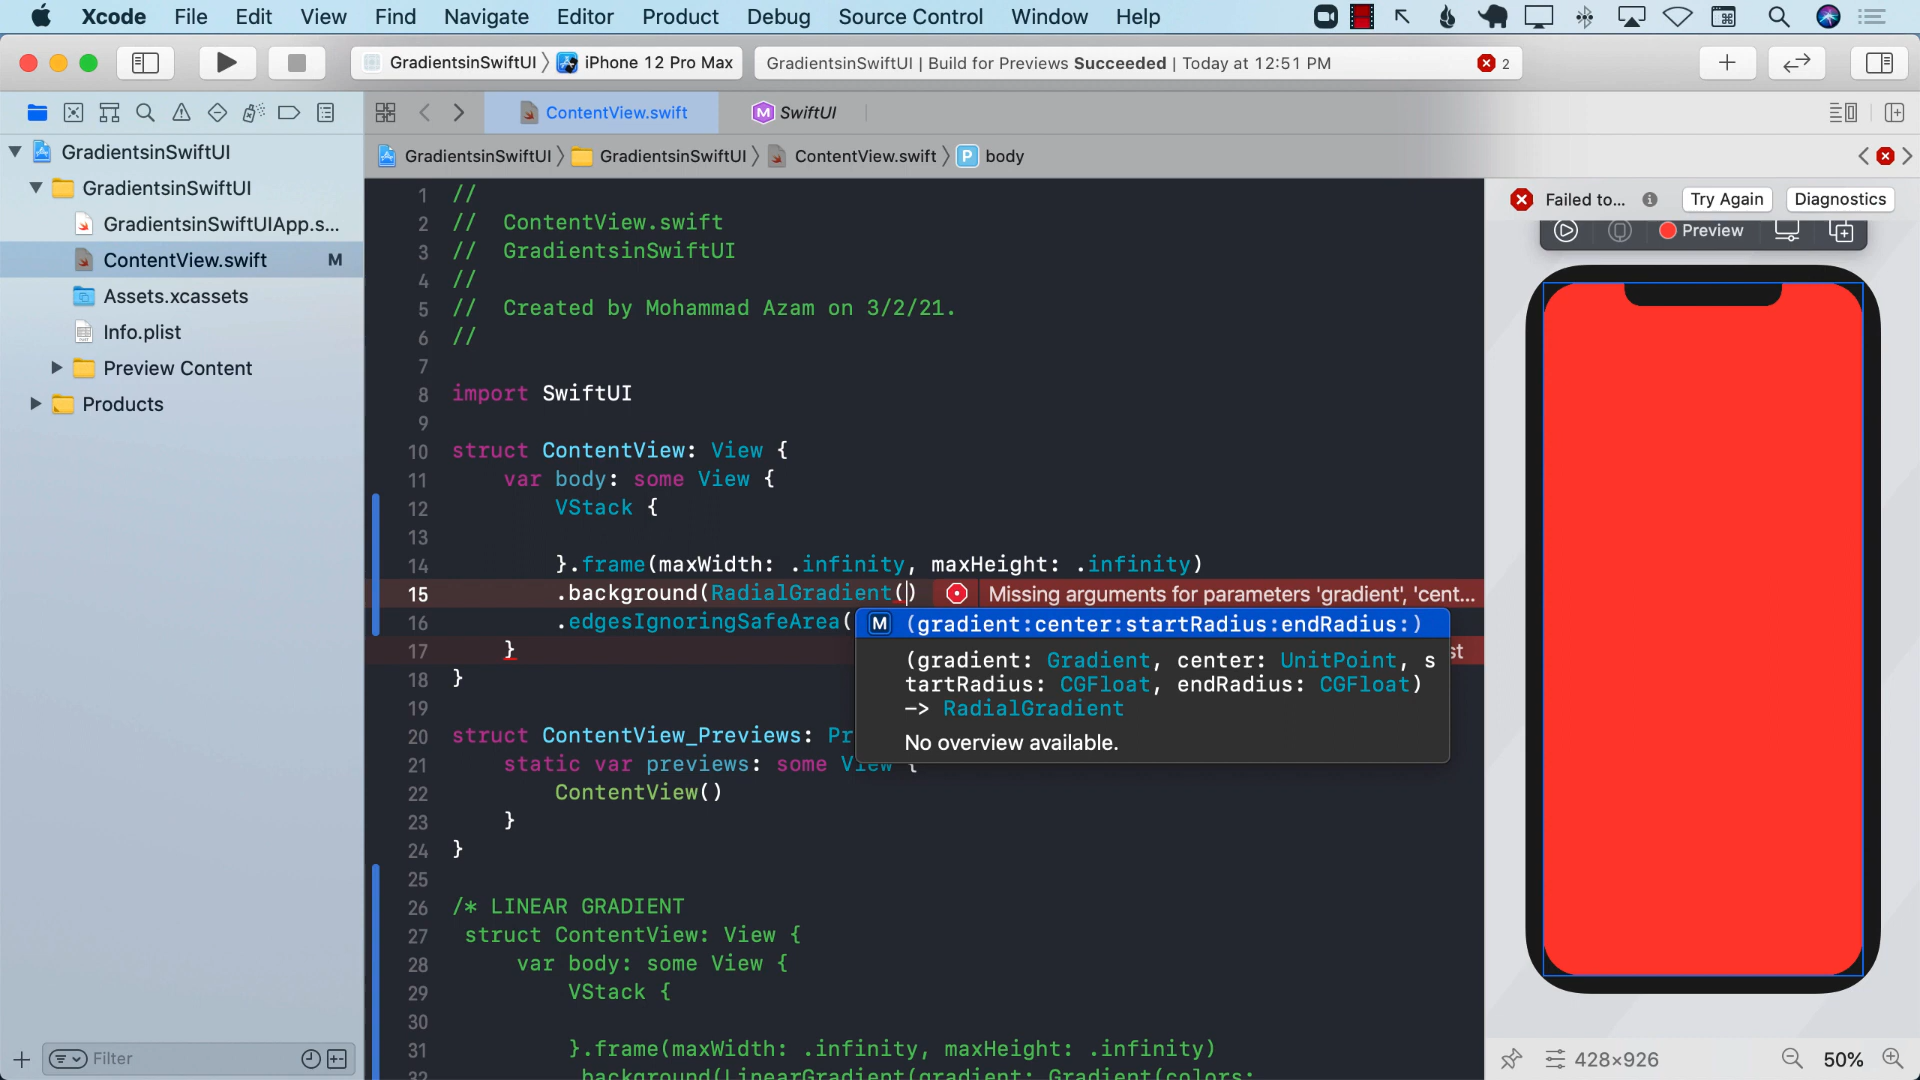 Xcode File Edit View Find Navigate Editor Product Debug Source Control Window Help
GradientsinSwiftUI iPhone 12 Pro Max
GradientsinSwiftUI | Build for Previews Succeeded | Today at 12:51 PM
2
ContentView.swift
M SwiftUI
GradientsinSwiftUI
GradientsinSwiftUI
GradientsinSwiftUIApp.s...
ContentView.swift M
Assets.xcassets
Info.plist
Preview Content
Products
Filter
GradientsinSwiftUI GradientsinSwiftUI ContentView.swift P body
1 //
2 // ContentView.swift
3 // GradientsinSwiftUI
4 //
5 // Created by Mohammad Azam on 3/2/21.
6 //
7
8 import SwiftUI
9
10 struct ContentView: View {
11 var body: some View {
12 VStack {
13
14 }.frame(maxWidth: .infinity, maxHeight: .infinity)
15 .background(RadialGradient() Missing arguments for parameters 'gradient', 'cent...
16 .edgesIgnoringSafeArea(
M (gradient:center:startRadius:endRadius:)
(gradient: Gradient, center: UnitPoint, s
tartRadius: CGFloat, endRadius: CGFloat)
-> RadialGradient
No overview available.
17 } st
18 }
19
20 struct ContentView_Previews: Pr
21 static var previews: some View {
22 ContentView()
23 }
24 }
25
26 /* LINEAR GRADIENT
27 struct ContentView: View {
28 var body: some View {
29 VStack {
30
31 }.frame(maxWidth: .infinity, maxHeight: .infinity)
32 .background(LinearGradient(gradient: Gradient(colors:
Failed to... Try Again Diagnostics
Preview
428×926 50%